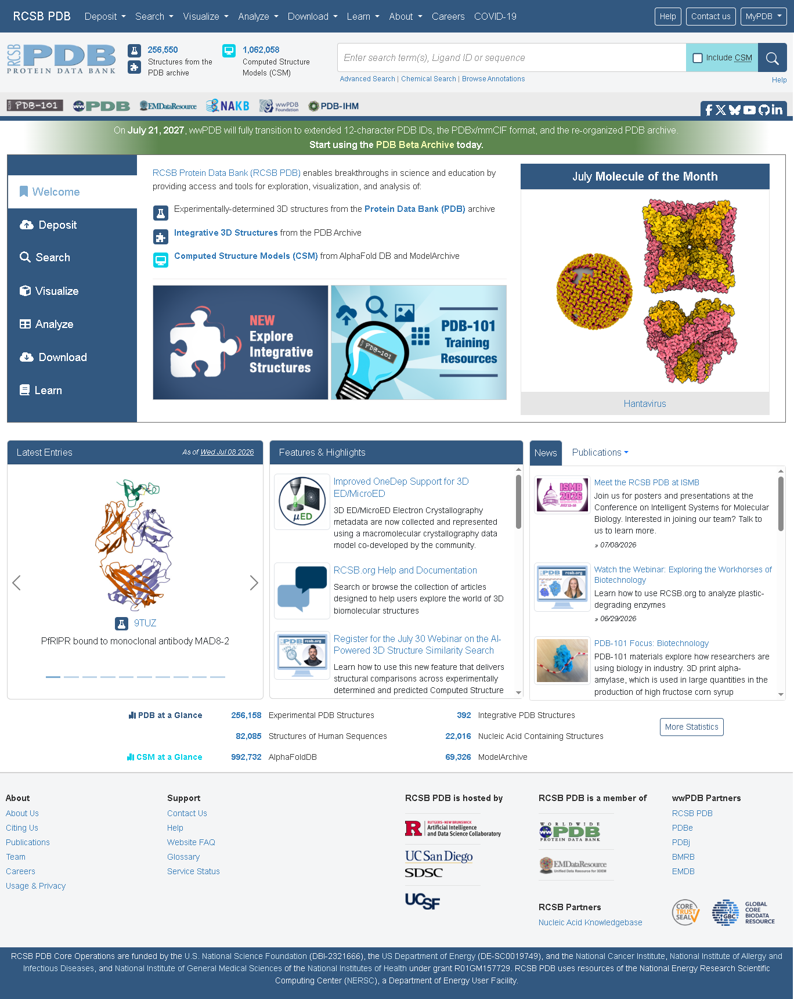 RCSB PDB Deposit Search Visualize Analyze Download Learn About Careers COVID-19 Help Contact us MyPDB
RCSB
PDB
PROTEIN DATA BANK
256,550
Structures from the
PDB archive
1,062,058
Computed Structure
Models (CSM)
Enter search term(s), Ligand ID or sequence
Include CSM
Advanced Search | Chemical Search | Browse Annotations
Help
RCSB PDB-101 wwPDB EMDataResource NAKB wwPDB Foundation PDB-IHM
On July 21, 2027, wwPDB will fully transition to extended 12-character PDB IDs, the PDBx/mmCIF format, and the re-organized PDB archive.
Start using the PDB Beta Archive today.
Welcome
Deposit
Search
Visualize
Analyze
Download
Learn
RCSB Protein Data Bank (RCSB PDB) enables breakthroughs in science and education by
providing access and tools for exploration, visualization, and analysis of:
Experimentally-determined 3D structures from the Protein Data Bank (PDB) archive
Integrative 3D Structures from the PDB Archive
Computed Structure Models (CSM) from AlphaFold DB and ModelArchive
NEW
Explore
Integrative
Structures
PDB-101
PDB-101
Training
Resources
July Molecule of the Month
Hantavirus
Latest Entries
As of Wed Jul 08 2026
9TUZ
PfRIPR bound to monoclonal antibody MAD8-2
Features & Highlights
µED
Improved OneDep Support for 3D
ED/MicroED
3D ED/MicroED Electron Crystallography
metadata are now collected and represented
using a macromolecular crystallography data
model co-developed by the community.
RCSB.org Help and Documentation
Search or browse the collection of articles
designed to help users explore the world of 3D
biomolecular structures
PDB rcsb.org
Register for the July 30 Webinar on the AI-
Powered 3D Structure Similarity Search
Learn how to use this new feature that delivers
structural comparisons across experimentally
determined and predicted Computed Structure
News
Publications
ISMB
2026
WASHINGTON, DC
JULY 12-16
Meet the RCSB PDB at ISMB
Join us for posters and presentations at the
Conference on Intelligent Systems for Molecular
Biology. Interested in joining our team? Talk to
us to learn more.
» 07/08/2026
PDB rcsb.org
Watch the Webinar: Exploring the Workhorses of
Biotechnology
Learn how to use RCSB.org to analyze plastic-
degrading enzymes
» 06/29/2026
PDB-101 Focus: Biotechnology
PDB-101 materials explore how researchers are
using biology in industry. 3D print alpha-
amylase, which is used in large quantities in the
production of high fructose corn syrup
PDB at a Glance 256,158 Experimental PDB Structures 392 Integrative PDB Structures
82,085 Structures of Human Sequences 22,016 Nucleic Acid Containing Structures
More Statistics
CSM at a Glance 992,732 AlphaFoldDB 69,326 ModelArchive
About
About Us
Citing Us
Publications
Team
Careers
Usage & Privacy
Support
Contact Us
Help
Website FAQ
Glossary
Service Status
RCSB PDB is hosted by
R RUTGERS-NEW BRUNSWICK
Artificial Intelligence
and Data Science Collaboratory
UC San Diego
SDSC
UCSF
RCSB PDB is a member of
WORLDWIDE
PDB
PROTEIN DATA BANK
EMDataResource
Unified Data Resource for 3DEM
RCSB Partners
Nucleic Acid Knowledgebase
wwPDB Partners
RCSB PDB
PDBe
PDBj
BMRB
EMDB
CORE
TRUST
SEAL
GBC
GLOBAL
CORE
BIODATA
RESOURCE
RCSB PDB Core Operations are funded by the U.S. National Science Foundation (DBI-2321666), the US Department of Energy (DE-SC0019749), and the National Cancer Institute, National Institute of Allergy and
Infectious Diseases, and National Institute of General Medical Sciences of the National Institutes of Health under grant R01GM157729. RCSB PDB uses resources of the National Energy Research Scientific
Computing Center (NERSC), a Department of Energy User Facility.